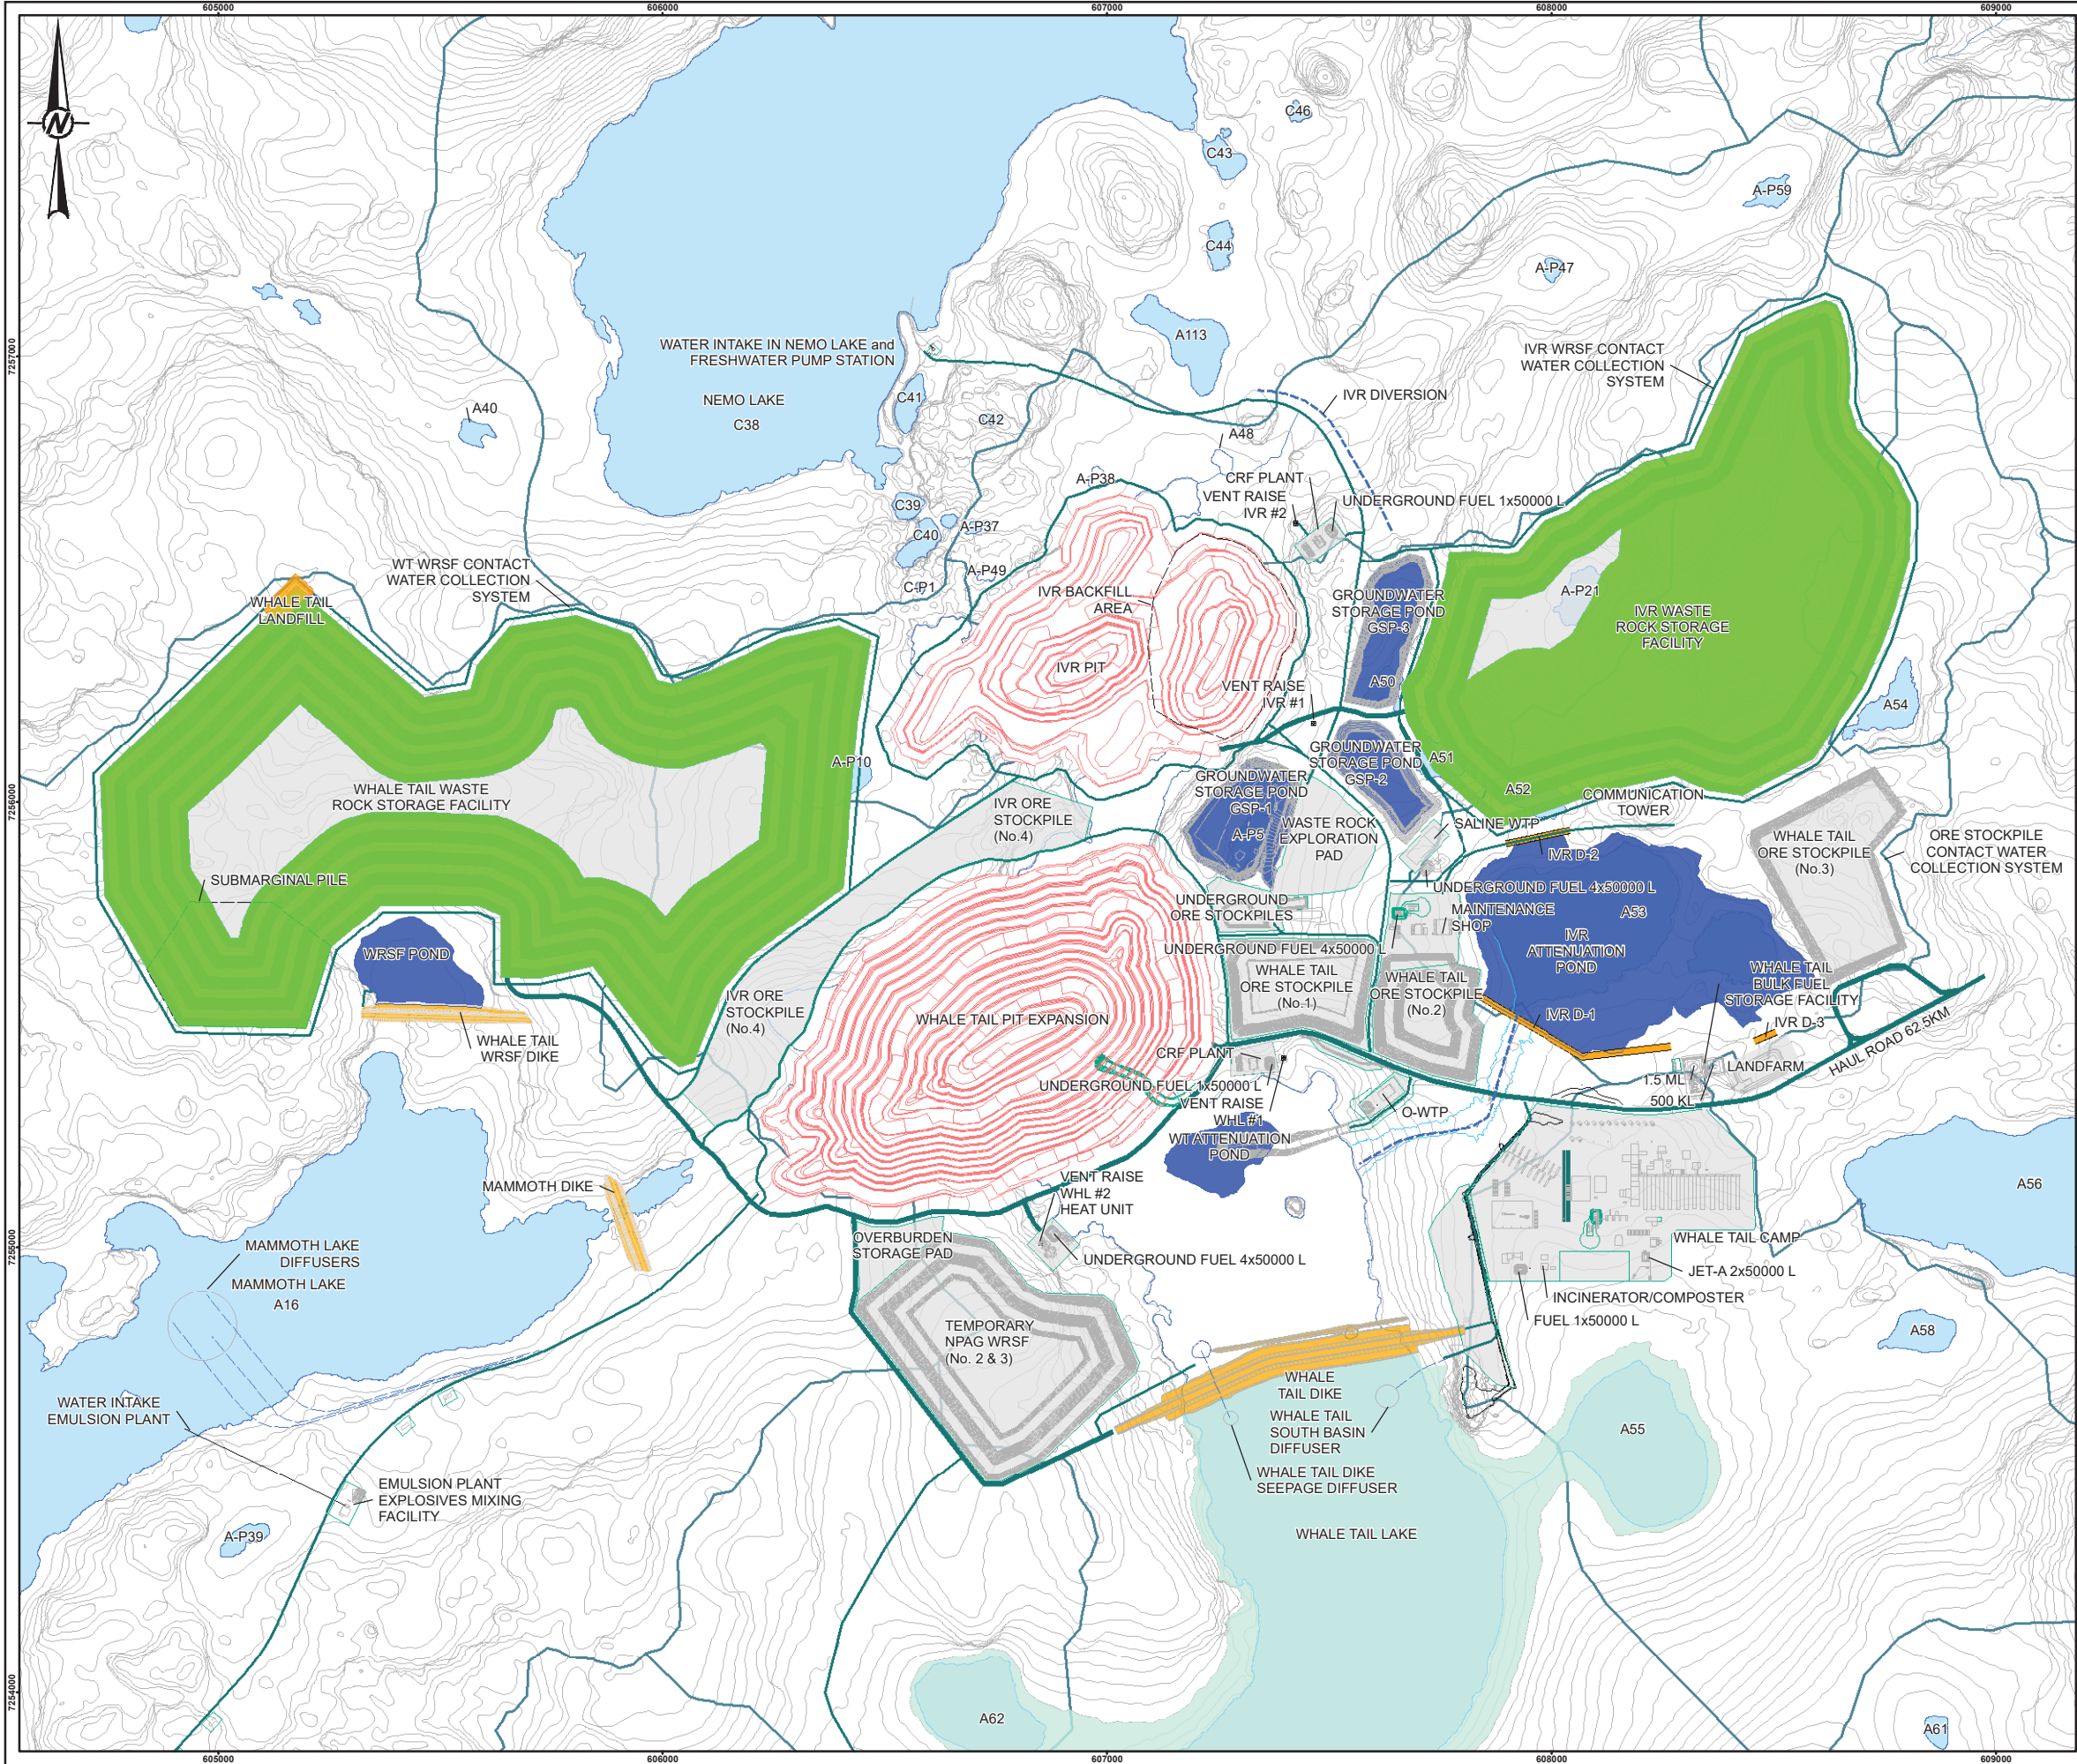 605000
606000
607000
608000
609000
N
C46
C43
A-P59
C44
A-P47
A113
7257000
WATER INTAKE IN NEMO LAKE and
FRESHWATER PUMP STATION
IVR WRSF CONTACT
WATER COLLECTION
SYSTEM
NEMO LAKE
C38
C41
C42
IVR DIVERSION
A40
A48
A-P38
CRF PLANT
VENT RAISE
IVR #2
UNDERGROUND FUEL 1x50000 L
C39
C40
A-P37
WT WRSF CONTACT
WATER COLLECTION
SYSTEM
A-P49
C-P1
IVR BACKFILL
AREA
GROUNDWATER
STORAGE POND
GSP-3
A-P21
IVR WASTE
ROCK STORAGE
FACILITY
WHALE TAIL
LANDFILL
IVR PIT
VENT RAISE
IVR #1
A50
A54
A-P10
GROUNDWATER
STORAGE POND
GSP-2
A51
GROUNDWATER
STORAGE POND
GSP-1
A-P5
A52
COMMUNICATION
TOWER
WHALE TAIL WASTE
ROCK STORAGE FACILITY
7256000
IVR ORE
STOCKPILE
(No.4)
WASTE ROCK
EXPLORATION
PAD
SALINE WTP
IVR D-2
WHALE TAIL
ORE STOCKPILE
(No.3)
ORE STOCKPILE
CONTACT WATER
COLLECTION SYSTEM
SUBMARGINAL PILE
UNDERGROUND FUEL 4x50000 L
UNDERGROUND
ORE STOCKPILES
MAINTENANCE
SHOP
A53
IVR
ATTENUATION
POND
UNDERGROUND FUEL 4x50000 L
WRSF POND
WHALE TAIL
ORE STOCKPILE
(No.1)
WHALE TAIL
ORE STOCKPILE
(No.2)
WHALE TAIL
BULK FUEL
STORAGE FACILITY
IVR ORE
STOCKPILE
(No.4)
WHALE TAIL PIT EXPANSION
IVR D-1
IVR D-3
WHALE TAIL
WRSF DIKE
CRF PLANT
HAUL ROAD 62.5KM
LANDFARM
1.5 ML
500 KL
UNDERGROUND FUEL 1x50000 L
VENT RAISE
WHL #1
O-WTP
WT ATTENUATION
POND
MAMMOTH DIKE
VENT RAISE
WHL #2
HEAT UNIT
A56
7255000
MAMMOTH LAKE
DIFFUSERS
MAMMOTH LAKE
A16
OVERBURDEN
STORAGE PAD
UNDERGROUND FUEL 4x50000 L
WHALE TAIL CAMP
JET-A 2x50000 L
INCINERATOR/COMPOSTER
FUEL 1x50000 L
TEMPORARY
NPAG WRSF
(No. 2 & 3)
A58
WHALE
TAIL DIKE
WATER INTAKE
EMULSION PLANT
WHALE TAIL
SOUTH BASIN
DIFFUSER
A55
WHALE TAIL DIKE
SEEPAGE DIFFUSER
EMULSION PLANT
EXPLOSIVES MIXING
FACILITY
A-P39
WHALE TAIL LAKE
7254000
A62
A61
605000
606000
607000
608000
609000